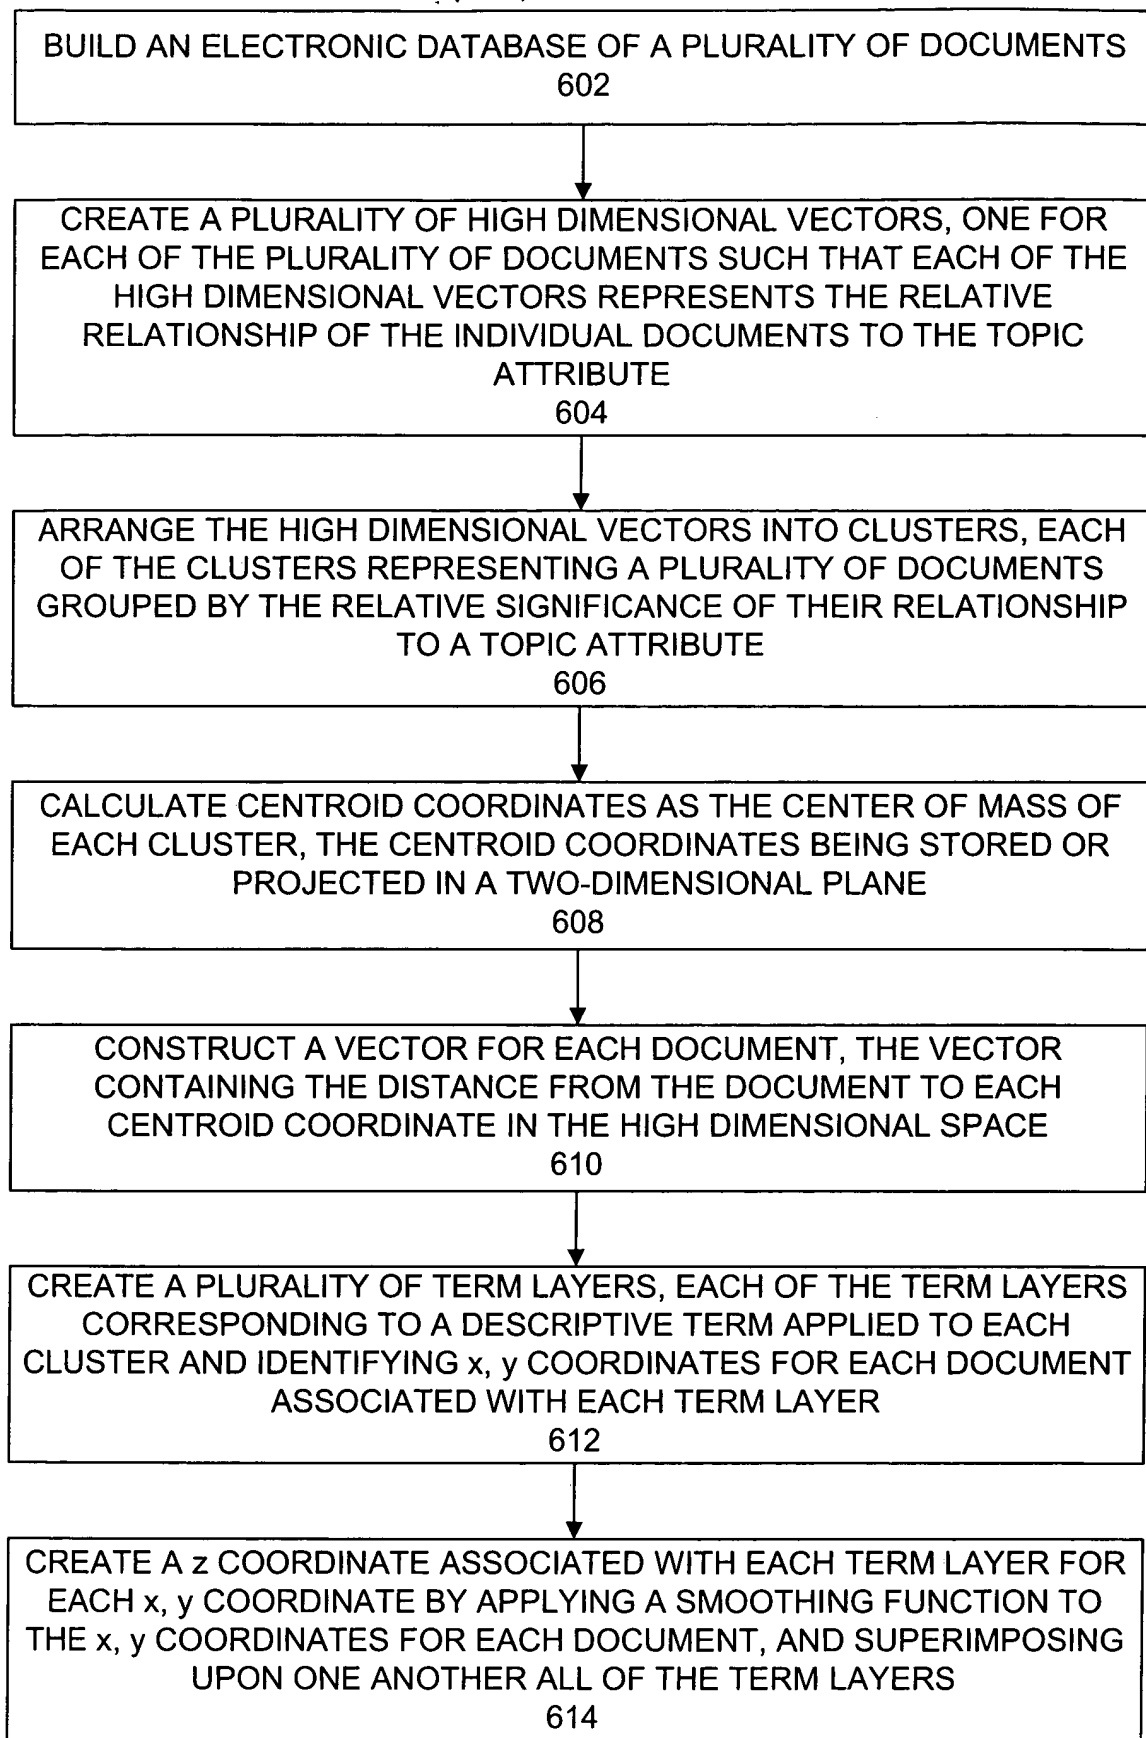 BUILD AN ELECTRONIC DATABASE OF A PLURALITY OF DOCUMENTS
602
CREATE A PLURALITY OF HIGH DIMENSIONAL VECTORS, ONE FOR
EACH OF THE PLURALITY OF DOCUMENTS SUCH THAT EACH OF THE
HIGH DIMENSIONAL VECTORS REPRESENTS THE RELATIVE
RELATIONSHIP OF THE INDIVIDUAL DOCUMENTS TO THE TOPIC
ATTRIBUTE
604
ARRANGE THE HIGH DIMENSIONAL VECTORS INTO CLUSTERS, EACH
OF THE CLUSTERS REPRESENTING A PLURALITY OF DOCUMENTS
GROUPED BY THE RELATIVE SIGNIFICANCE OF THEIR RELATIONSHIP
TO A TOPIC ATTRIBUTE
606
CALCULATE CENTROID COORDINATES AS THE CENTER OF MASS OF
EACH CLUSTER, THE CENTROID COORDINATES BEING STORED OR
PROJECTED IN A TWO-DIMENSIONAL PLANE
608
CONSTRUCT A VECTOR FOR EACH DOCUMENT, THE VECTOR
CONTAINING THE DISTANCE FROM THE DOCUMENT TO EACH
CENTROID COORDINATE IN THE HIGH DIMENSIONAL SPACE
610
CREATE A PLURALITY OF TERM LAYERS, EACH OF THE TERM LAYERS
CORRESPONDING TO A DESCRIPTIVE TERM APPLIED TO EACH
CLUSTER AND IDENTIFYING x, y COORDINATES FOR EACH DOCUMENT
ASSOCIATED WITH EACH TERM LAYER
612
CREATE A z COORDINATE ASSOCIATED WITH EACH TERM LAYER FOR
EACH x, y COORDINATE BY APPLYING A SMOOTHING FUNCTION TO
THE x, y COORDINATES FOR EACH DOCUMENT, AND SUPERIMPOSING
UPON ONE ANOTHER ALL OF THE TERM LAYERS
614